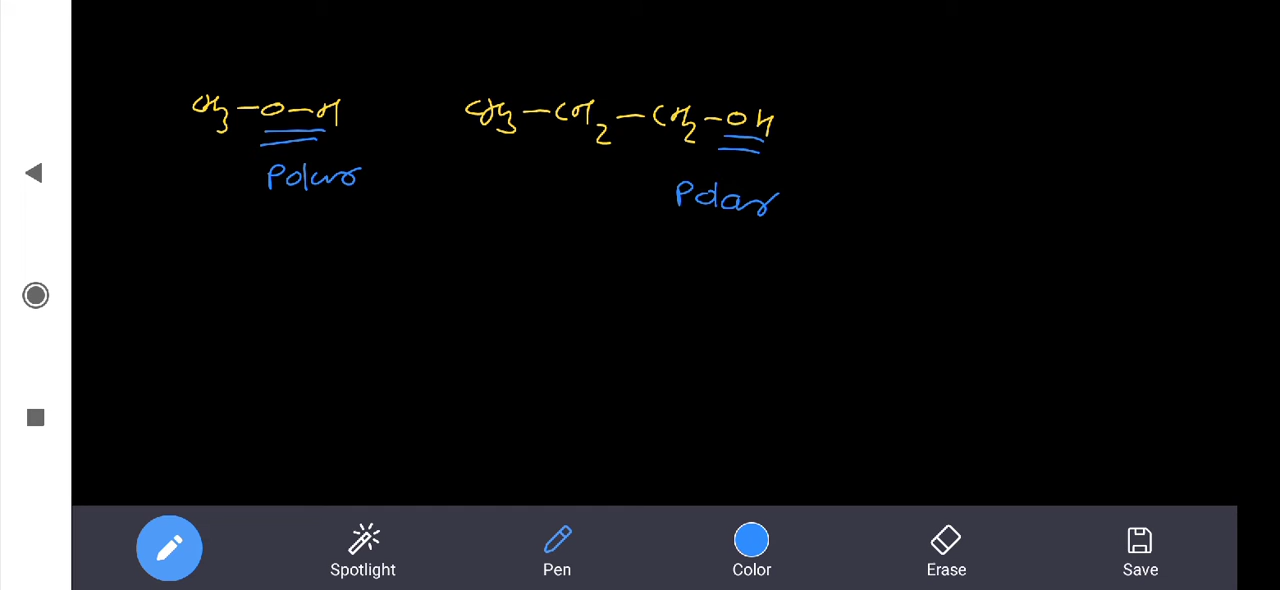 CH3-O-H CH3-CH2-CH2-OH
Polar Polar
Spotlight Pen Color Erase Save